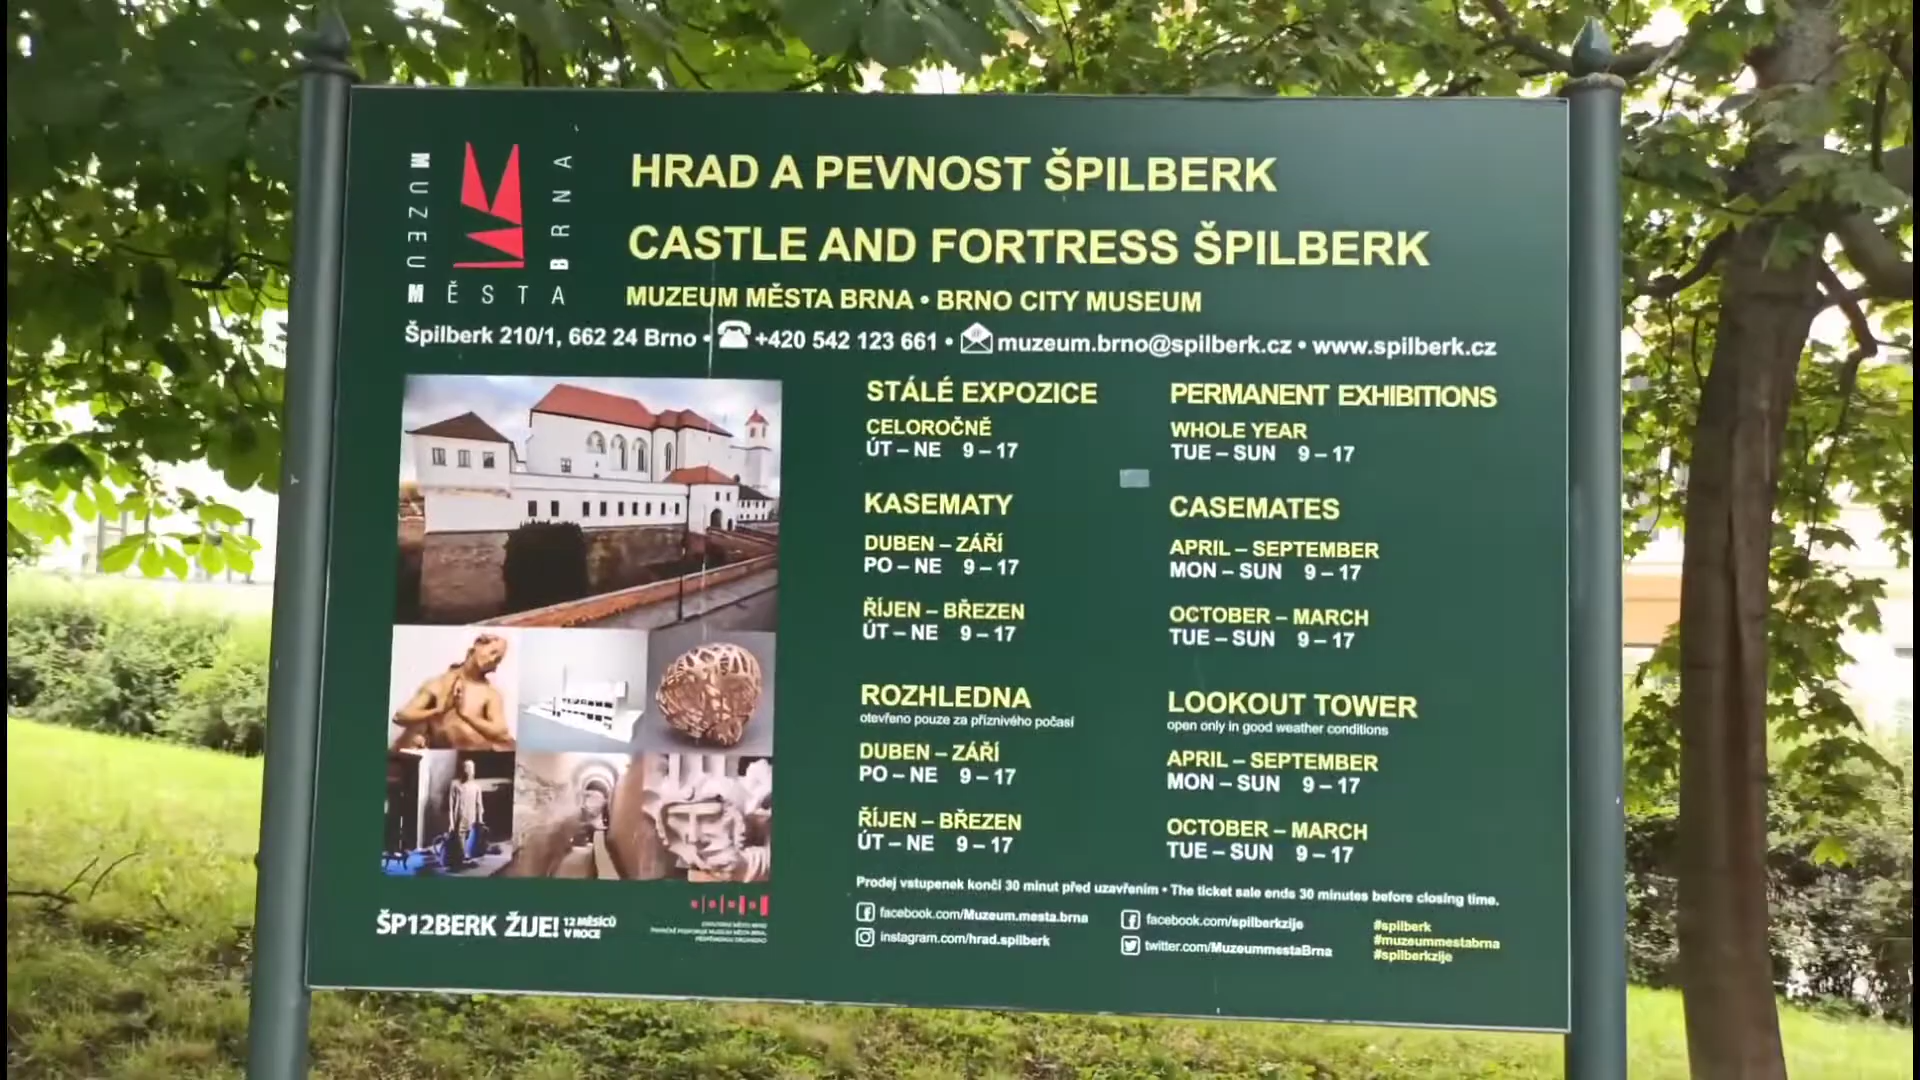 MUZEUM
MĚSTA
BRNA
HRAD A PEVNOST ŠPILBERK
CASTLE AND FORTRESS ŠPILBERK
MUZEUM MĚSTA BRNA • BRNO CITY MUSEUM
Špilberk 210/1, 662 24 Brno • +420 542 123 661 • muzeum.brno@spilberk.cz • www.spilberk.cz
STÁLÉ EXPOZICE
CELOROČNĚ
ÚT – NE 9 – 17
KASEMATY
DUBEN – ZÁŘÍ
PO – NE 9 – 17
ŘÍJEN – BŘEZEN
ÚT – NE 9 – 17
ROZHLEDNA
otevřeno pouze za příznivého počasí
DUBEN – ZÁŘÍ
PO – NE 9 – 17
ŘÍJEN – BŘEZEN
ÚT – NE 9 – 17
PERMANENT EXHIBITIONS
WHOLE YEAR
TUE – SUN 9 – 17
CASEMATES
APRIL – SEPTEMBER
MON – SUN 9 – 17
OCTOBER – MARCH
TUE – SUN 9 – 17
LOOKOUT TOWER
open only in good weather conditions
APRIL – SEPTEMBER
MON – SUN 9 – 17
OCTOBER – MARCH
TUE – SUN 9 – 17
Prodej vstupenek končí 30 minut před uzavřením • The ticket sale ends 30 minutes before closing time.
facebook.com/Muzeum.mesta.brna
instagram.com/hrad.spilberk
facebook.com/spilberkzije
twitter.com/MuzeummestaBrna
#spilberk
#muzeummestabrna
#spilberkzije
ŠP12BERK ŽIJE! 12 MĚSÍCŮ
V ROCE